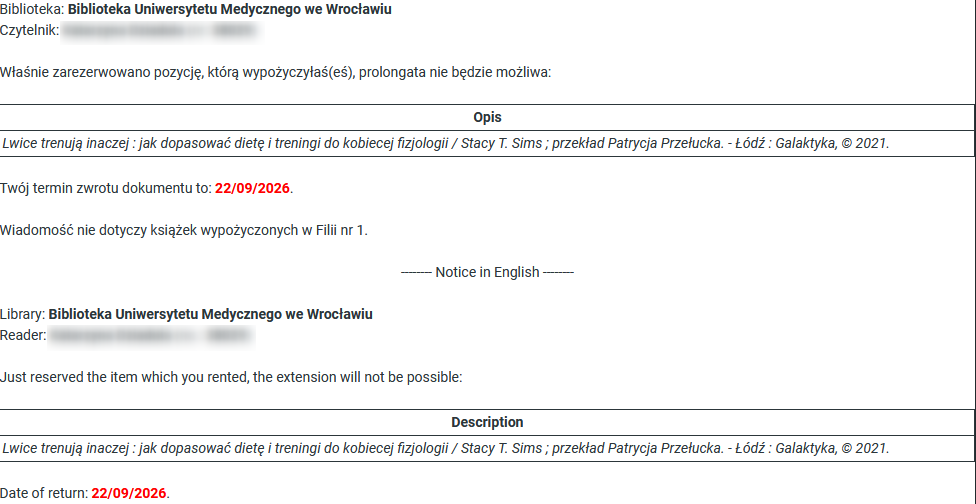 Biblioteka: Biblioteka Uniwersytetu Medycznego we Wrocławiu
Czytelnik:
Właśnie zarezerwowano pozycję, którą wypożyczyłaś(eś), prolongata nie będzie możliwa:
Opis
Lwice trenują inaczej : jak dopasować dietę i treningi do kobiecej fizjologii / Stacy T. Sims ; przekład Patrycja Przełucka. - Łódź : Galaktyka, © 2021.
Twój termin zwrotu dokumentu to: 22/09/2026.
Wiadomość nie dotyczy książek wypożyczonych w Filii nr 1.
-------- Notice in English --------
Library: Biblioteka Uniwersytetu Medycznego we Wrocławiu
Reader:
Just reserved the item which you rented, the extension will not be possible:
Description
Lwice trenują inaczej : jak dopasować dietę i treningi do kobiecej fizjologii / Stacy T. Sims ; przekład Patrycja Przełucka. - Łódź : Galaktyka, © 2021.
Date of return: 22/09/2026.